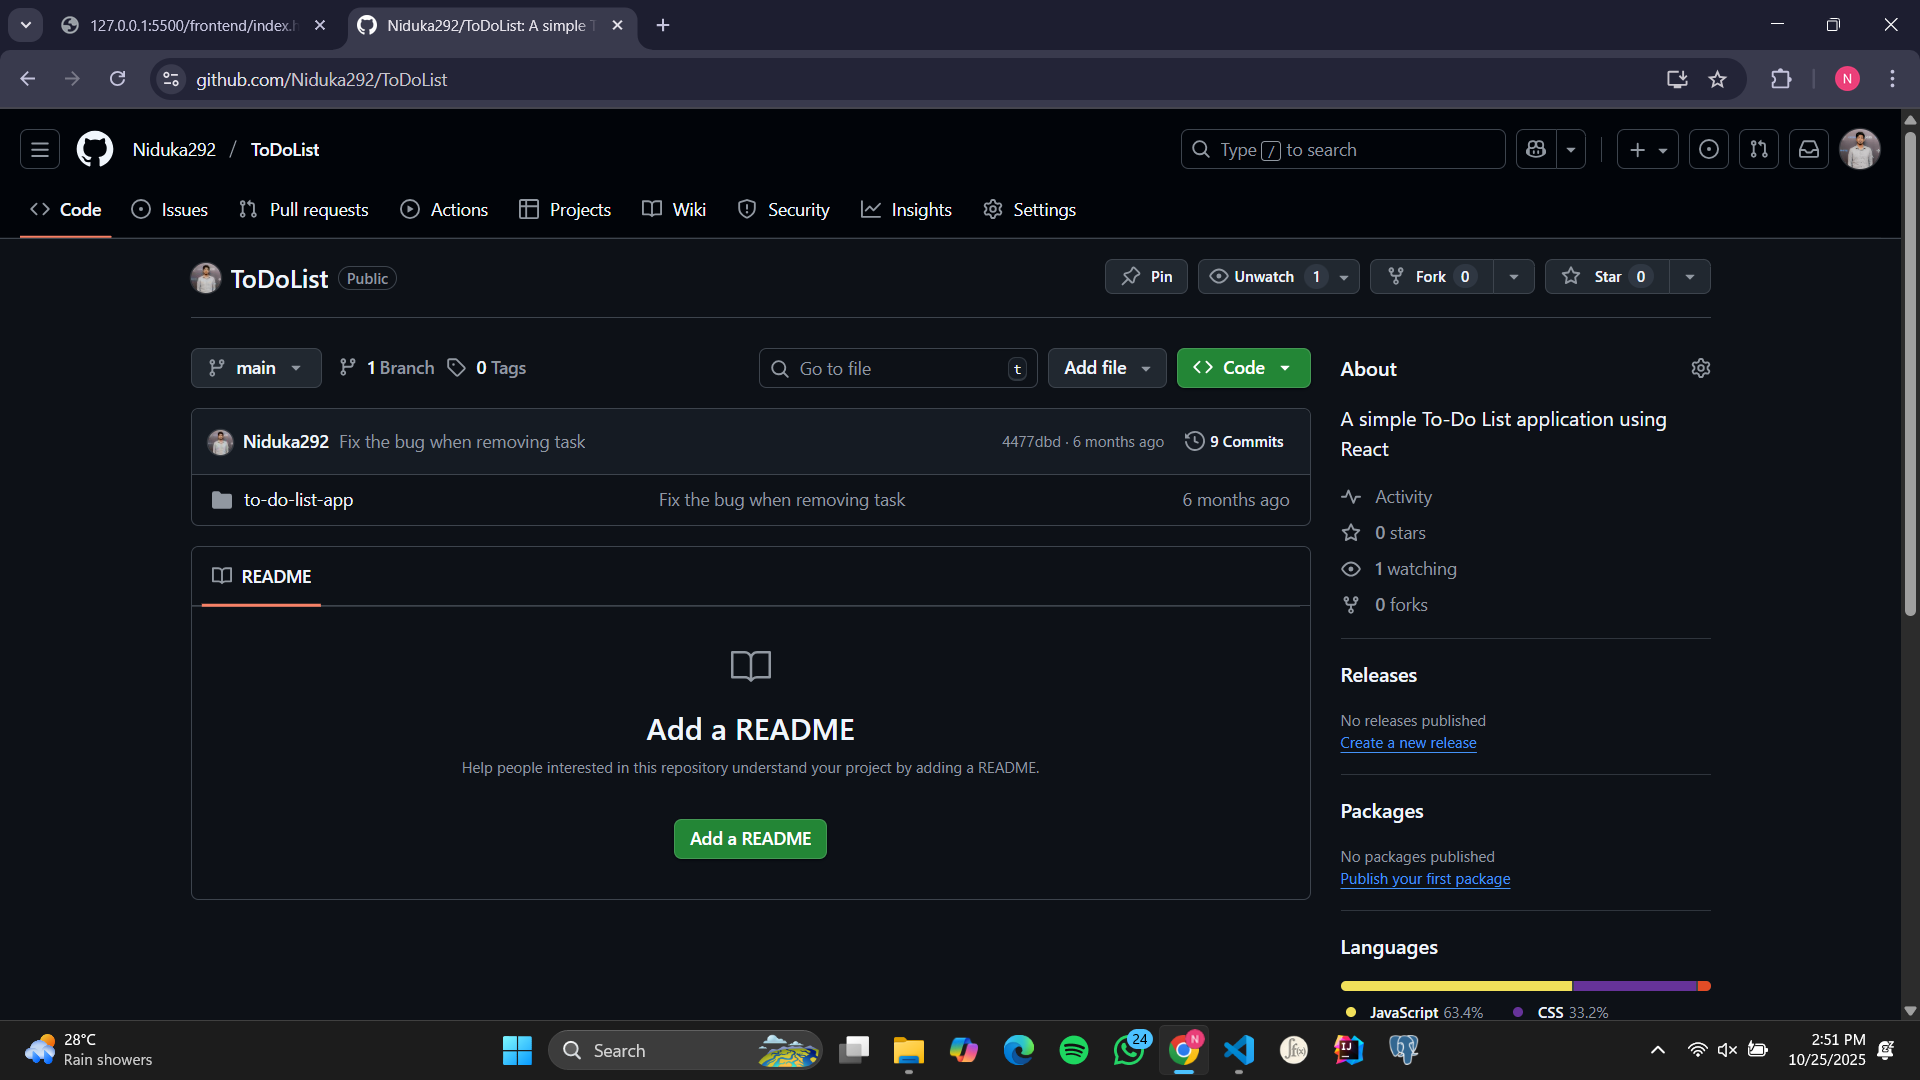 127.0.0.1:5500/frontend/index.h
Niduka292/ToDoList: A simple T
github.com/Niduka292/ToDoList
N
Niduka292 / ToDoList
Type / to search
Code
Issues
Pull requests
Actions
Projects
Wiki
Security
Insights
Settings
ToDoList Public
Pin
Unwatch 1
Fork 0
Star 0
main
1 Branch
0 Tags
Go to file t
Add file
Code
Niduka292 Fix the bug when removing task 4477dbd · 6 months ago 9 Commits
to-do-list-app Fix the bug when removing task 6 months ago
README
Add a README
Help people interested in this repository understand your project by adding a README.
Add a README
About
A simple To-Do List application using
React
Activity
0 stars
1 watching
0 forks
Releases
No releases published
Create a new release
Packages
No packages published
Publish your first package
Languages
JavaScript 63.4% CSS 33.2%
28°C
Rain showers
Search
24
N
IJ
2:51 PM
10/25/2025